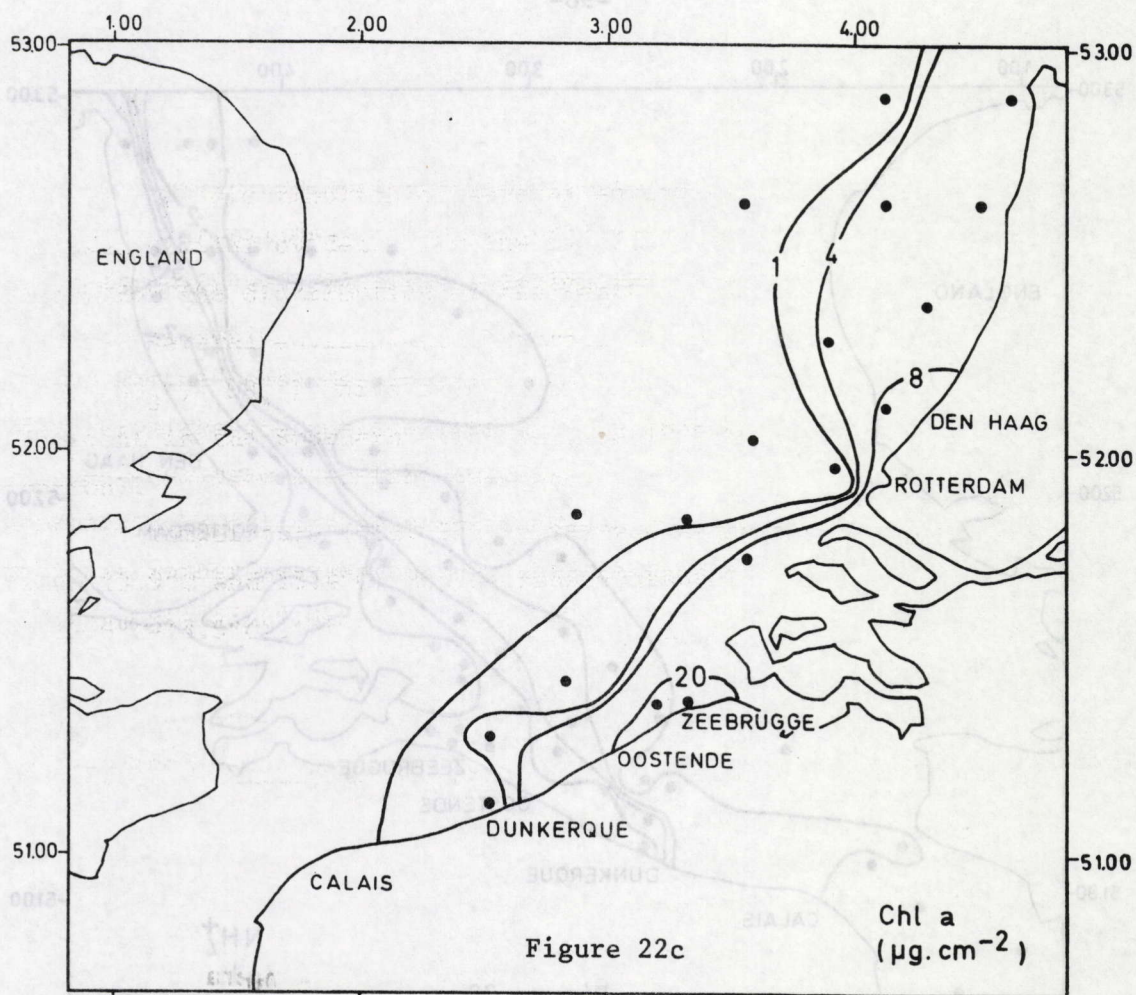 1.00 2.00 3.00 4.00
53.00 53.00
ENGLAND
1 4
8
DEN HAAG
52.00 52.00
ROTTERDAM
20
ZEEBRUGGE
OOSTENDE
DUNKERQUE
51.00 51.00
CALAIS
Chl a
Figure 22c (µg.cm⁻²)